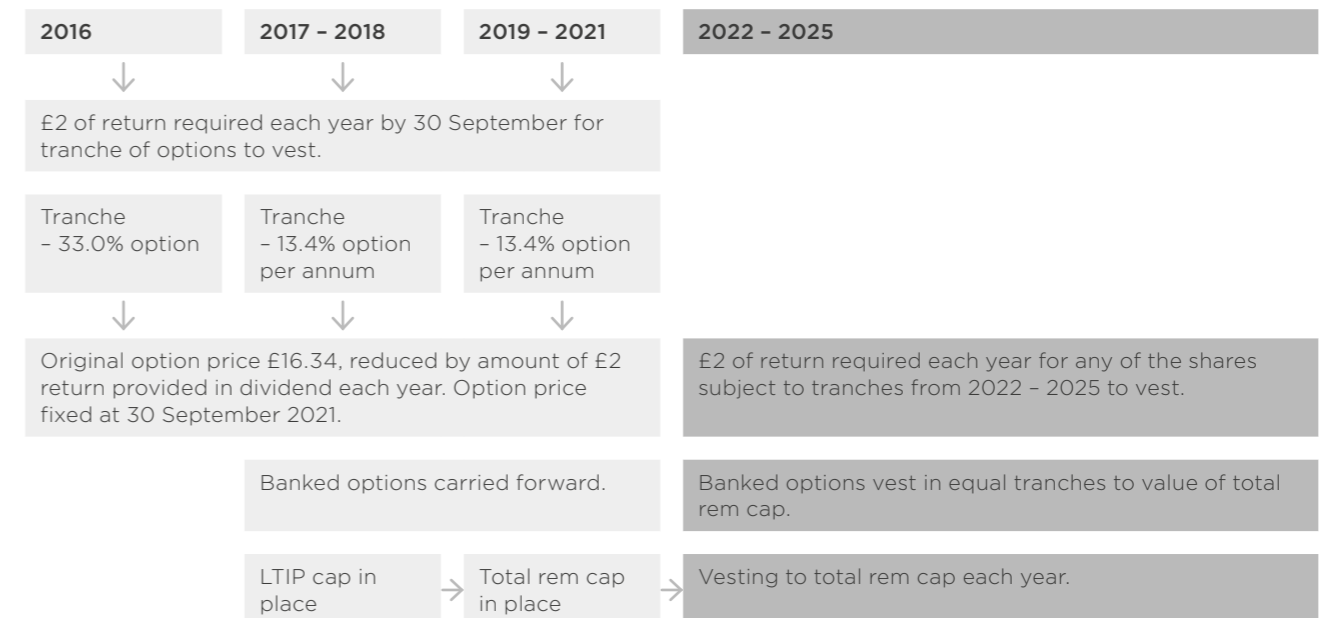 2016
2017 – 2018
2019 – 2021
2022 – 2025
£2 of return required each year by 30 September for
tranche of options to vest.
Tranche
– 33.0% option
Tranche
– 13.4% option
per annum
Tranche
– 13.4% option
per annum
Original option price £16.34, reduced by amount of £2
return provided in dividend each year. Option price
fixed at 30 September 2021.
£2 of return required each year for any of the shares
subject to tranches from 2022 – 2025 to vest.
Banked options carried forward.
Banked options vest in equal tranches to value of total
rem cap.
LTIP cap in
place
Total rem cap
in place
Vesting to total rem cap each year.